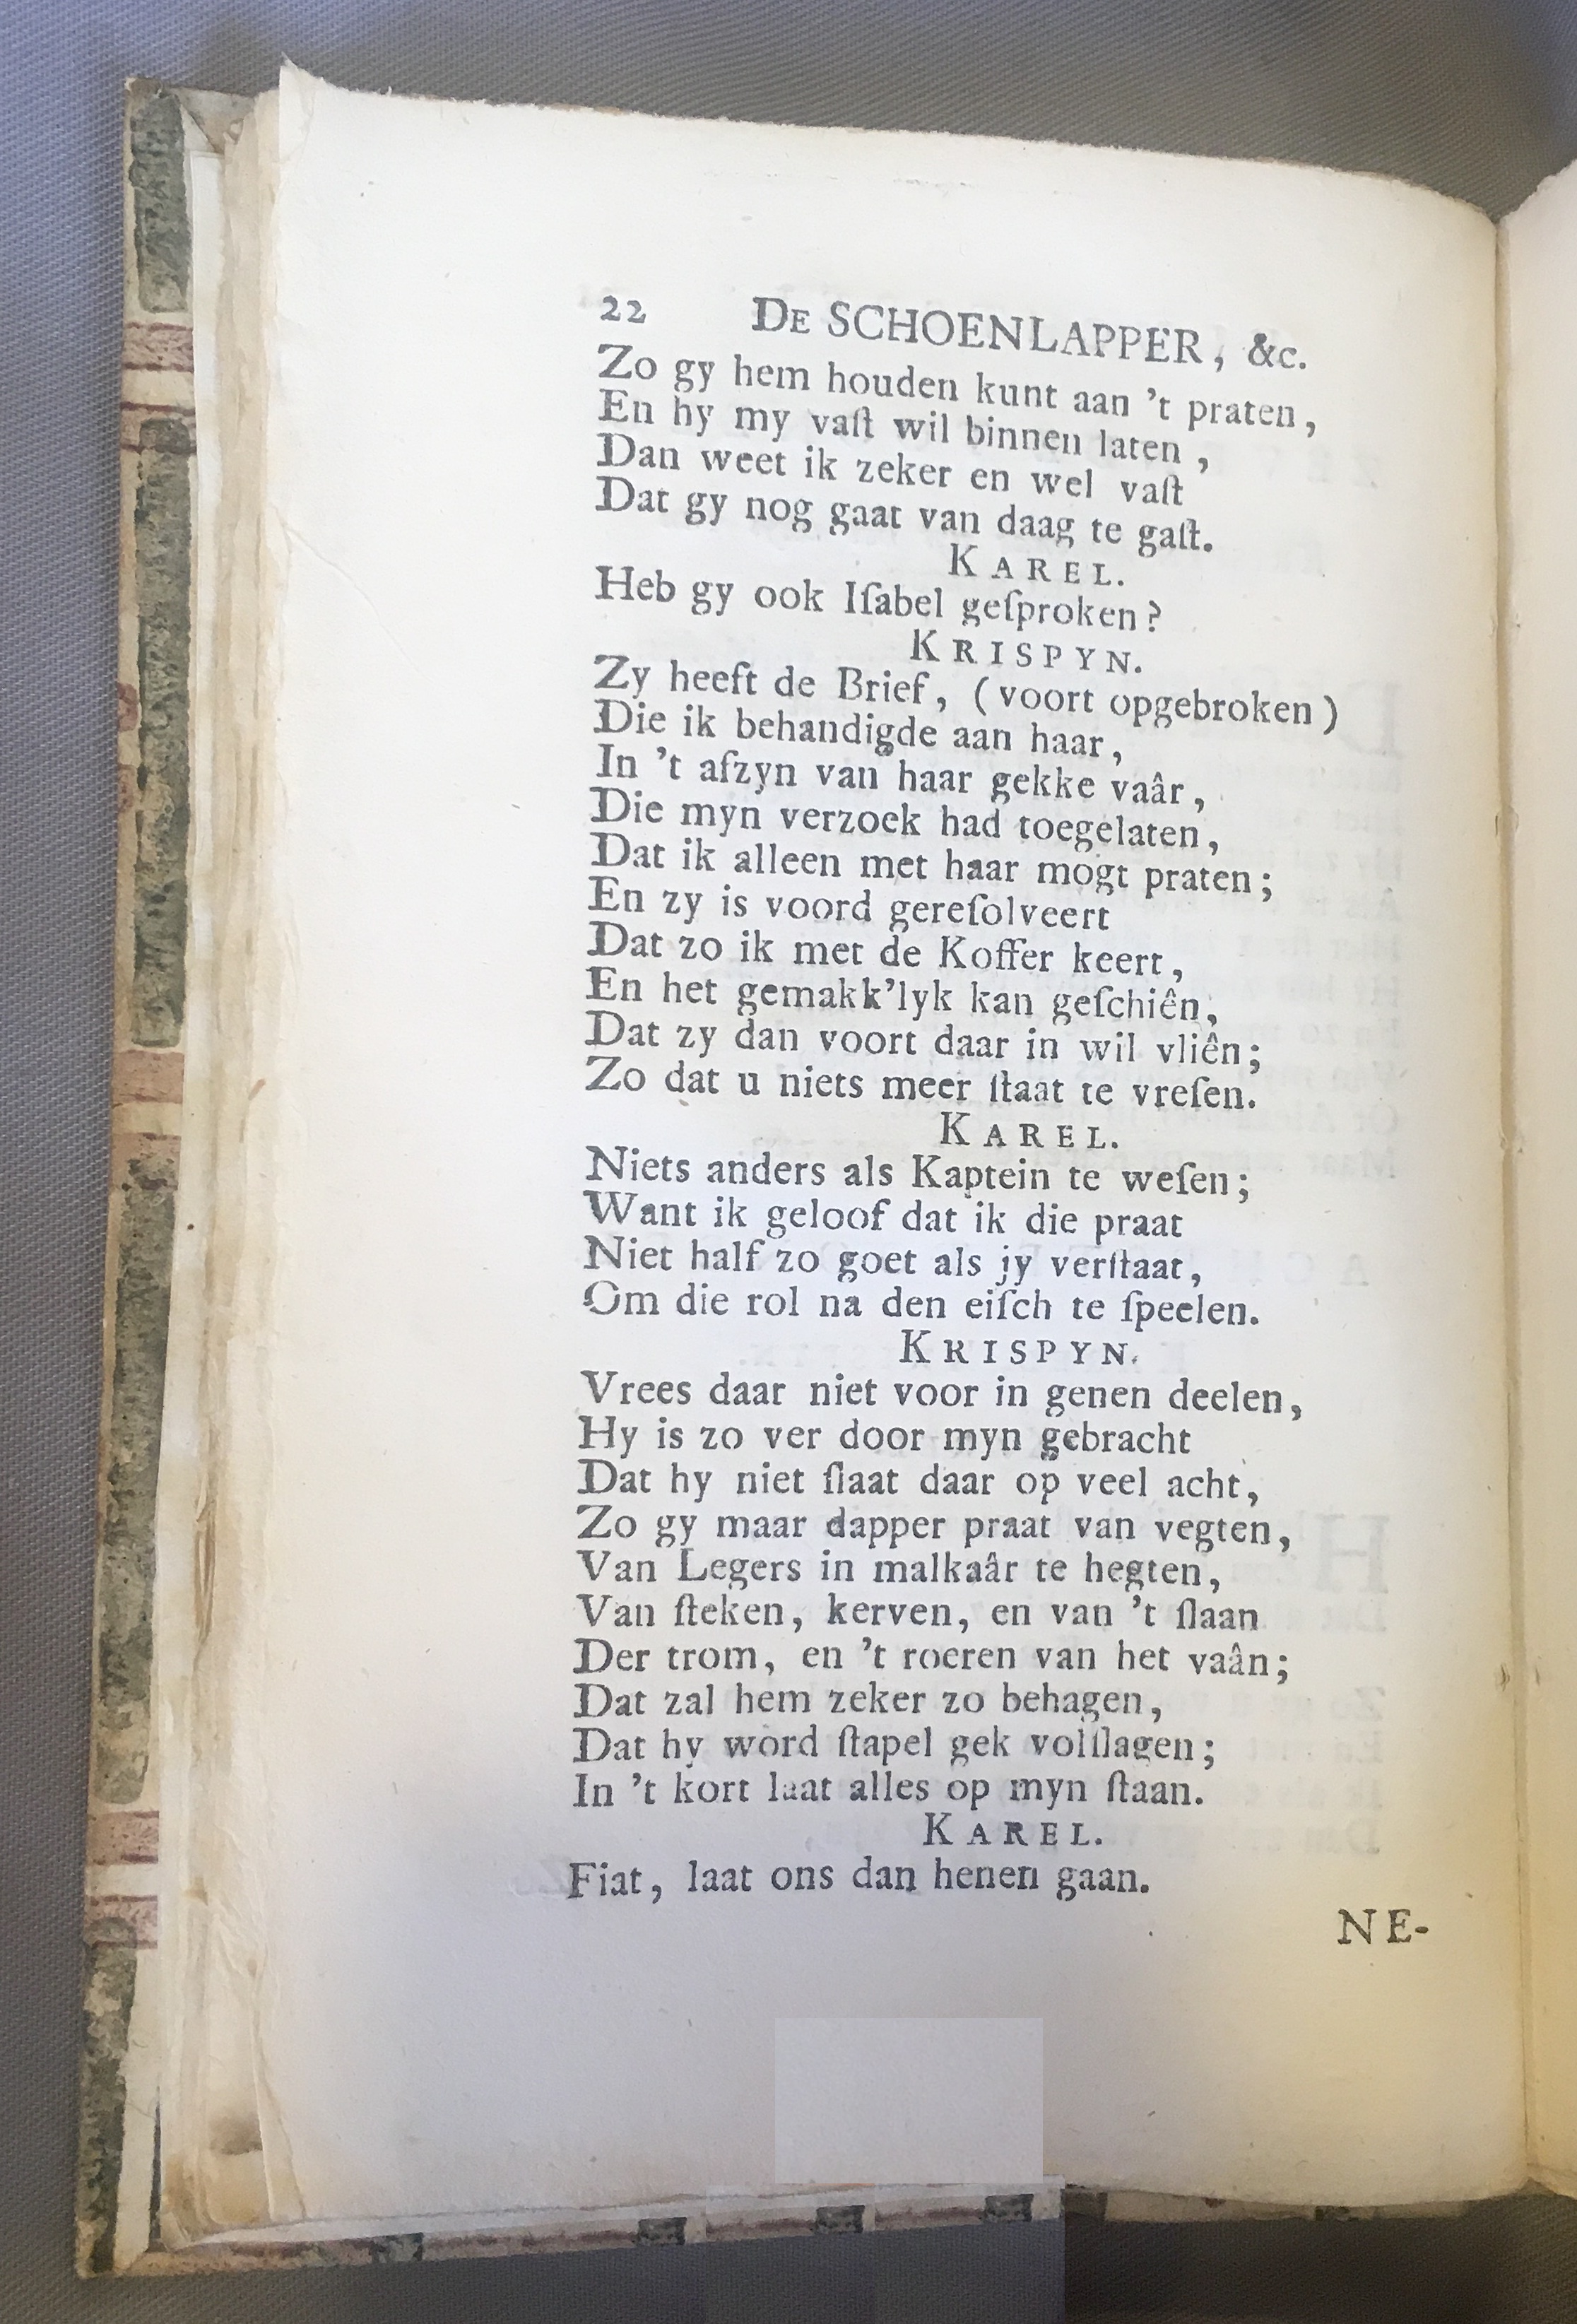 22 DE SCHOENLAPPER, &c.
Zo gy hem houden kunt aan 't praten,
En hy my vaſt wil binnen laten,
Dan weet ik zeker en wel vaſt
Dat gy nog gaat van daag te gaſt.
KAREL.
Heb gy ook Iſabel geſproken?
KRISPYN.
Zy heeft de Brief, (voort opgebroken)
Die ik behandigde aan haar,
In 't afzyn van haar gekke vaâr,
Die myn verzoek had toegelaten,
Dat ik alleen met haar mogt praten;
En zy is voord gereſolveert
Dat zo ik met de Koffer keert,
En het gemakk'lyk kan geſchiên,
Dat zy dan voort daar in wil vliên;
Zo dat u niets meer ſtaat te vreſen.
KAREL.
Niets anders als Kaptein te weſen;
Want ik geloof dat ik die praat
Niet half zo goet als jy verſtaat,
Om die rol na den eiſch te ſpeelen.
KRISPYN.
Vrees daar niet voor in genen deelen,
Hy is zo ver door myn gebracht
Dat hy niet ſlaat daar op veel acht,
Zo gy maar dapper praat van vegten,
Van Legers in malkaâr te hegten,
Van ſteken, kerven, en van 't ſlaan
Der trom, en 't roeren van het vaân;
Dat zal hem zeker zo behagen,
Dat hy word ſtapel gek volſlagen;
In 't kort laat alles op myn ſtaan.
KAREL.
Fiat, laat ons dan henen gaan.
NE-